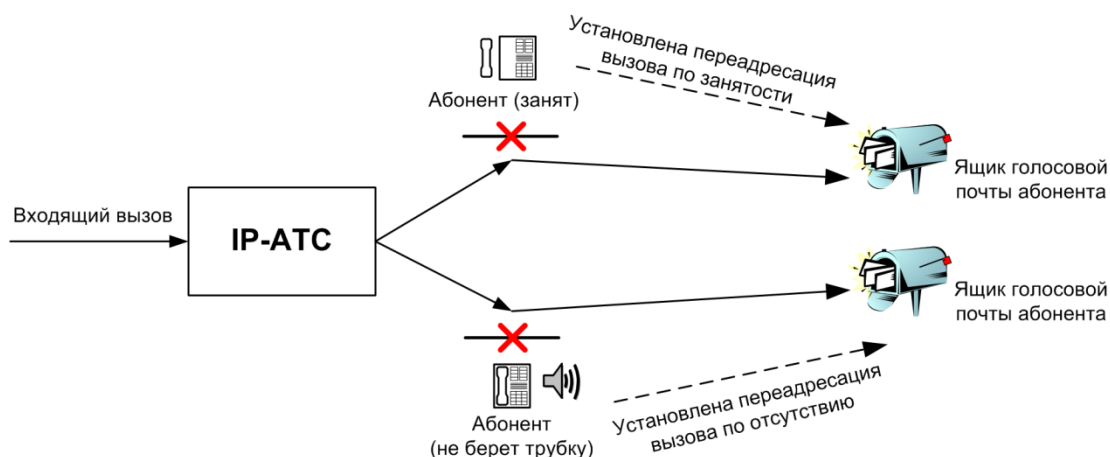 Установлена переадресация
вызова по занятости
Абонент (занят)
Ящик голосовой
почты абонента
Входящий вызов
IP-АТС
Ящик голосовой
почты абонента
Установлена переадресация
вызова по отсутствию
Абонент
(не берет трубку)